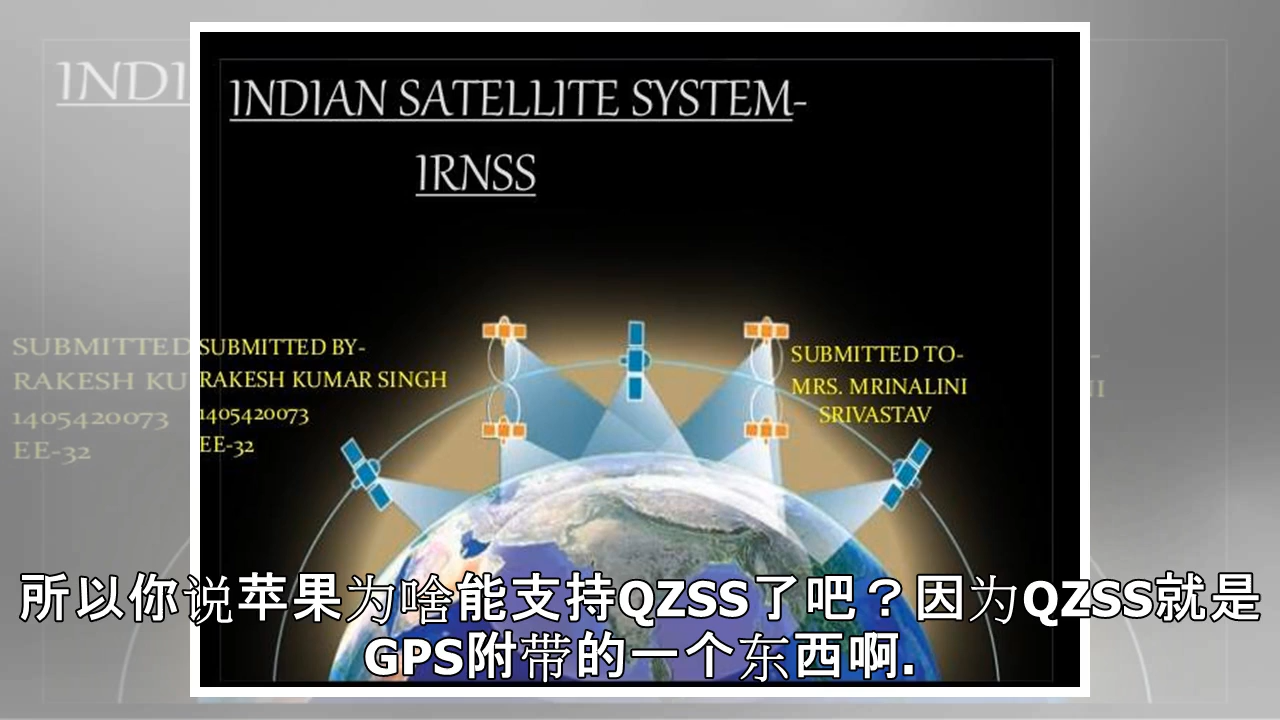 INDIAN SATELLITE SYSTEM-
IRNSS
SUBMITTED BY-
RAKESH KUMAR SINGH
1405420073
EE-32
SUBMITTED TO-
MRS. MRINALINI
SRIVASTAV
所以你说苹果为啥能支持QZSS了吧？因为QZSS就是
GPS附带的一个东西啊.